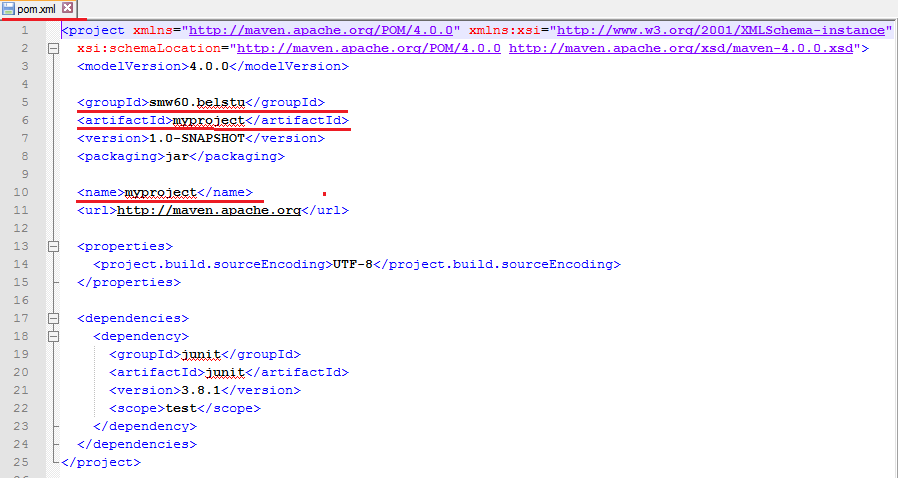 pom.xml
1 <project xmlns="http://maven.apache.org/POM/4.0.0" xmlns:xsi="http://www.w3.org/2001/XMLSchema-instance"
2 xsi:schemaLocation="http://maven.apache.org/POM/4.0.0 http://maven.apache.org/xsd/maven-4.0.0.xsd">
3 <modelVersion>4.0.0</modelVersion>
4
5 <groupId>smw60.belstu</groupId>
6 <artifactId>myproject</artifactId>
7 <version>1.0-SNAPSHOT</version>
8 <packaging>jar</packaging>
9
10 <name>myproject</name>
11 <url>http://maven.apache.org</url>
12
13 <properties>
14 <project.build.sourceEncoding>UTF-8</project.build.sourceEncoding>
15 </properties>
16
17 <dependencies>
18 <dependency>
19 <groupId>junit</groupId>
20 <artifactId>junit</artifactId>
21 <version>3.8.1</version>
22 <scope>test</scope>
23 </dependency>
24 </dependencies>
25 </project>